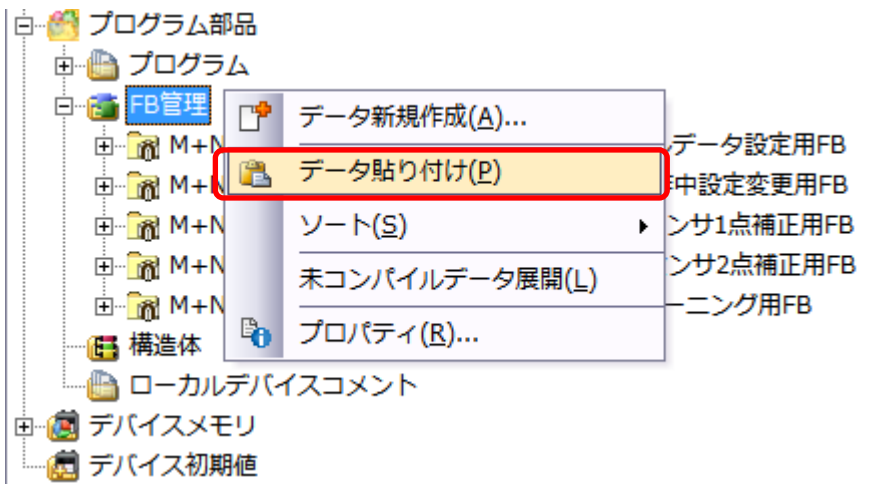 プログラム部品
プログラム
FB管理
データ新規作成(A)...
M+N
データ設定用FB
データ貼り付け(P)
M+N
中設定変更用FB
M+N
ソート(S)
ンサ1点補正用FB
M+N
ンサ2点補正用FB
未コンパイルデータ展開(L)
M+N
ーニング用FB
構造体
プロパティ(R)...
ローカルデバイスコメント
デバイスメモリ
デバイス初期値